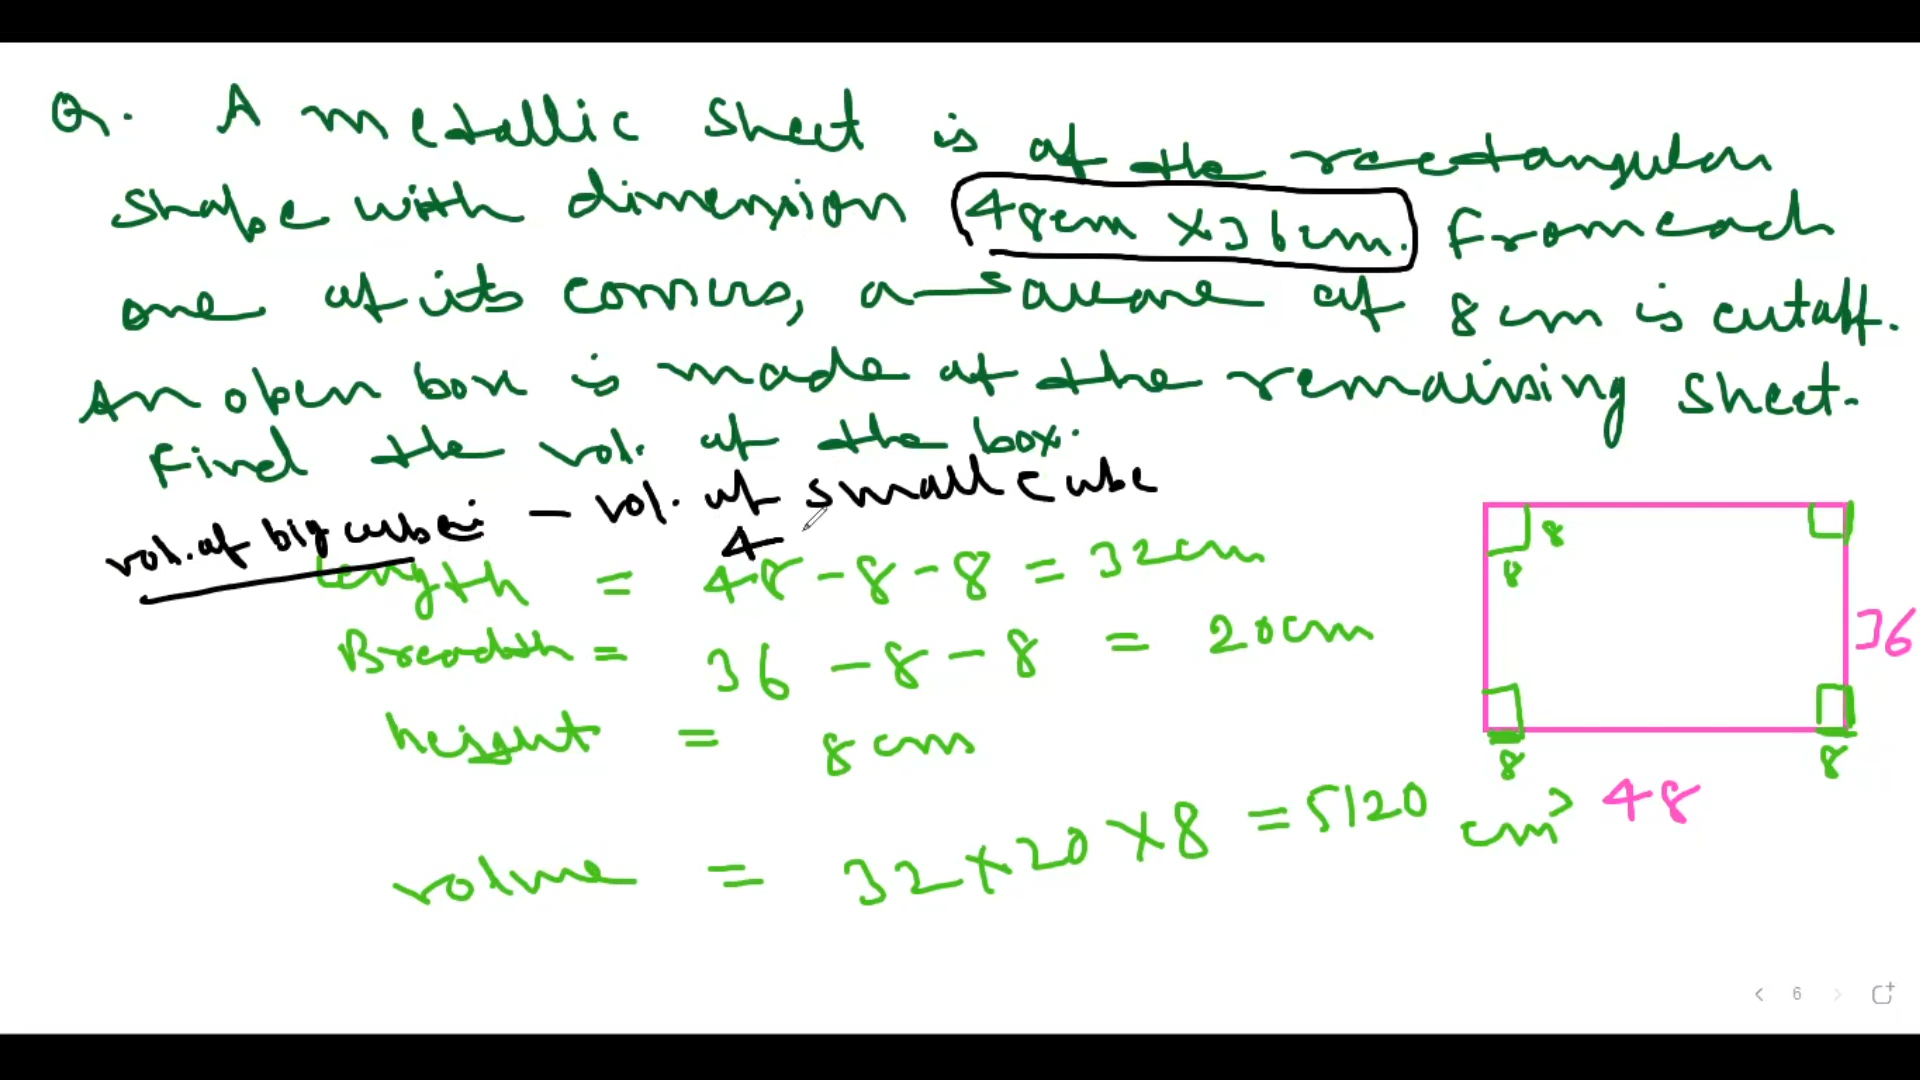 Q. A metallic sheet is of the rectangular
shape with dimension 48cm x 36cm. From each
one of its corners, a square of 8cm is cutoff.
An open box is made of the remaining sheet.
Find the vol. of the box.
vol. of big cube - vol. of small cube
4
Length = 48 - 8 - 8 = 32cm
Breadth = 36 - 8 - 8 = 20cm
height = 8cm
volume = 32 x 20 x 8 = 5120 cm³
8
8
36
8
8
48
6